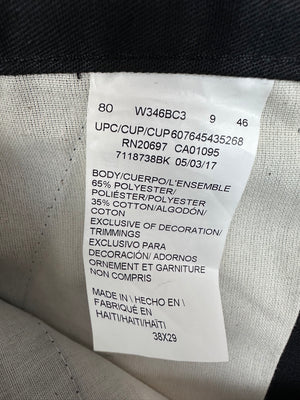 80 W346BC3 9 46
UPC/CUP/CUP607645435268
RN20697 CA01095
7118738BK 05/03/17
BODY/CUERPO/L'ENSEMBLE
65% POLYESTER/
POLIÉSTER/POLYESTER
35% COTTON/ALGODÓN/
COTON
EXCLUSIVE OF DECORATION/
TRIMMINGS
EXCLUSIVO PARA
DECORACIÓN/ ADORNOS
ORNEMENT ET GARNITURE
NON COMPRIS
MADE IN \ HECHO EN \
FABRIQUÉ EN
HAITI/HAITI/HAÏTI
38X29